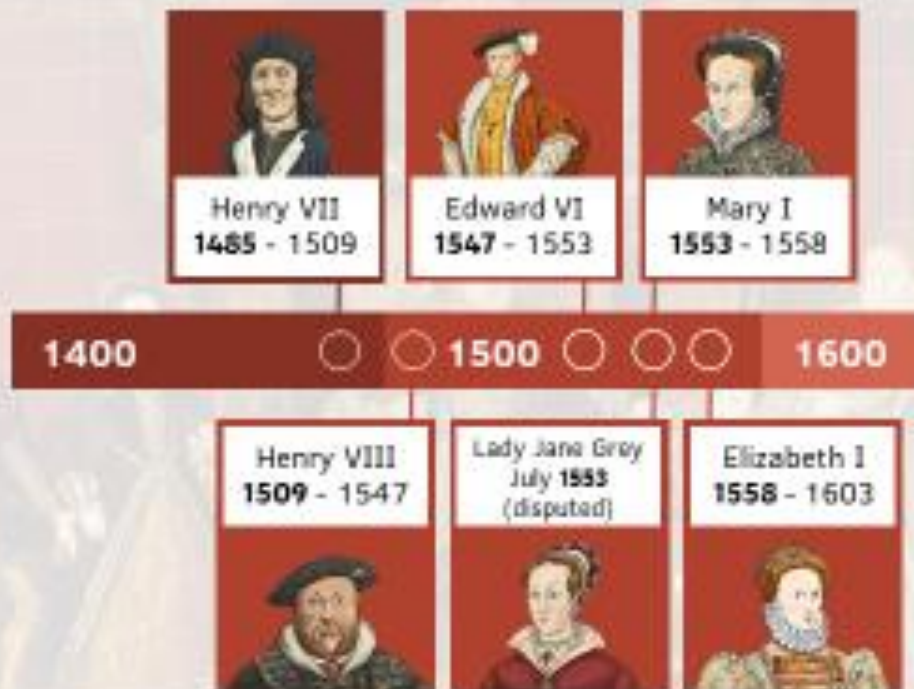 Henry VII
1485 - 1509
Edward VI
1547 - 1553
Mary I
1553 - 1558
1400
1500
1600
Henry VIII
1509 - 1547
Lady Jane Grey
July 1553
(disputed)
Elizabeth I
1558 - 1603